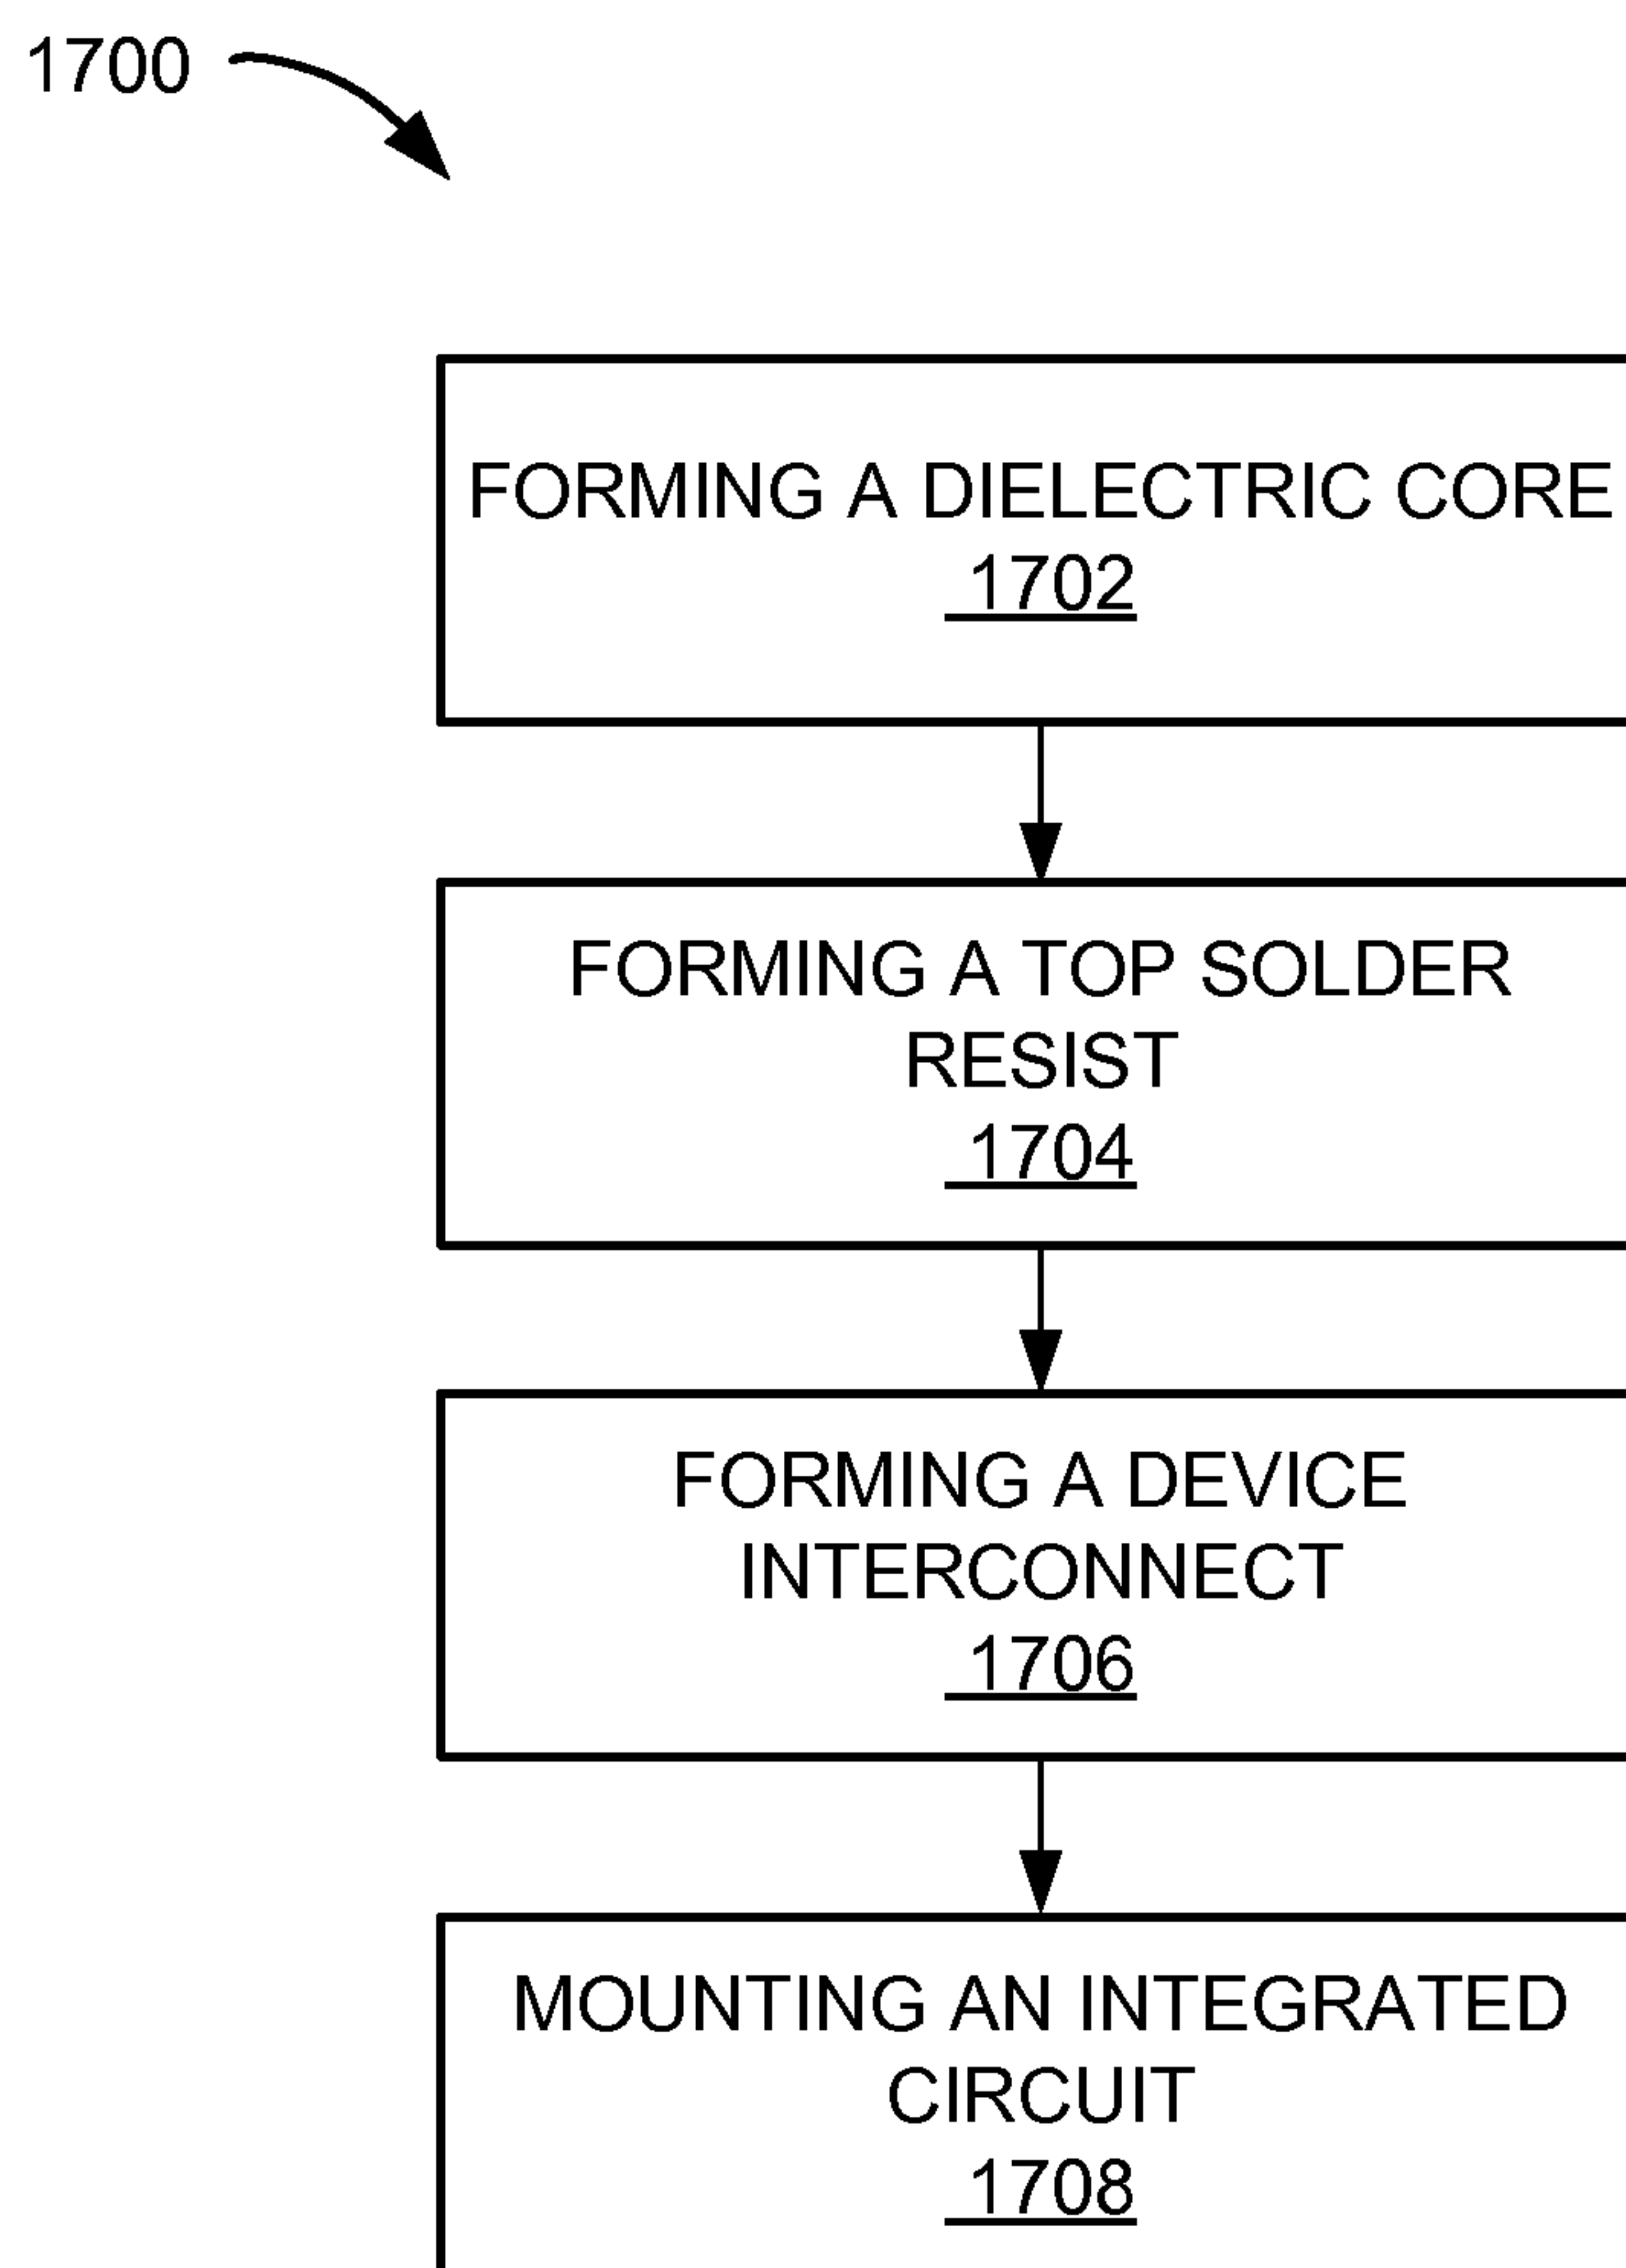 1700
FORMING A DIELECTRIC CORE
1702
FORMING A TOP SOLDER
RESIST
1704
FORMING A DEVICE
INTERCONNECT
1706
MOUNTING AN INTEGRATED
CIRCUIT
1708